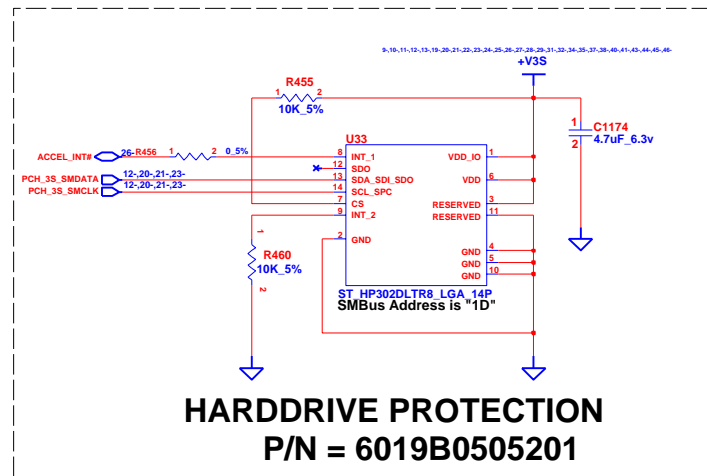 9-,10-,11-,12-,13-,19-,20-,21-,22-,23-,24-,25-,26-,27-,28-,29-,31-,32-,34-,35-,37-,38-,40-,41-,43-,44-,45-,46-
+V3S
R455
1 2
10K_5%
C1174
1
2
4.7uF_6.3v
U33
ACCEL_INT# 26- R456 1 2 0_5% 8 INT_1 VDD_IO 1
12 SDO
PCH_3S_SMDATA 12-,20-,21-,23- 13 SDA_SDI_SDO VDD 6
PCH_3S_SMCLK 12-,20-,21-,23- 14 SCL_SPC
7 CS RESERVED 3
9 INT_2 RESERVED 11
2 GND
GND 4
GND 5
GND 10
1
R460
10K_5%
2
ST_HP302DLTR8_LGA_14P
SMBus Address is "1D"
HARDDRIVE PROTECTION
P/N = 6019B0505201